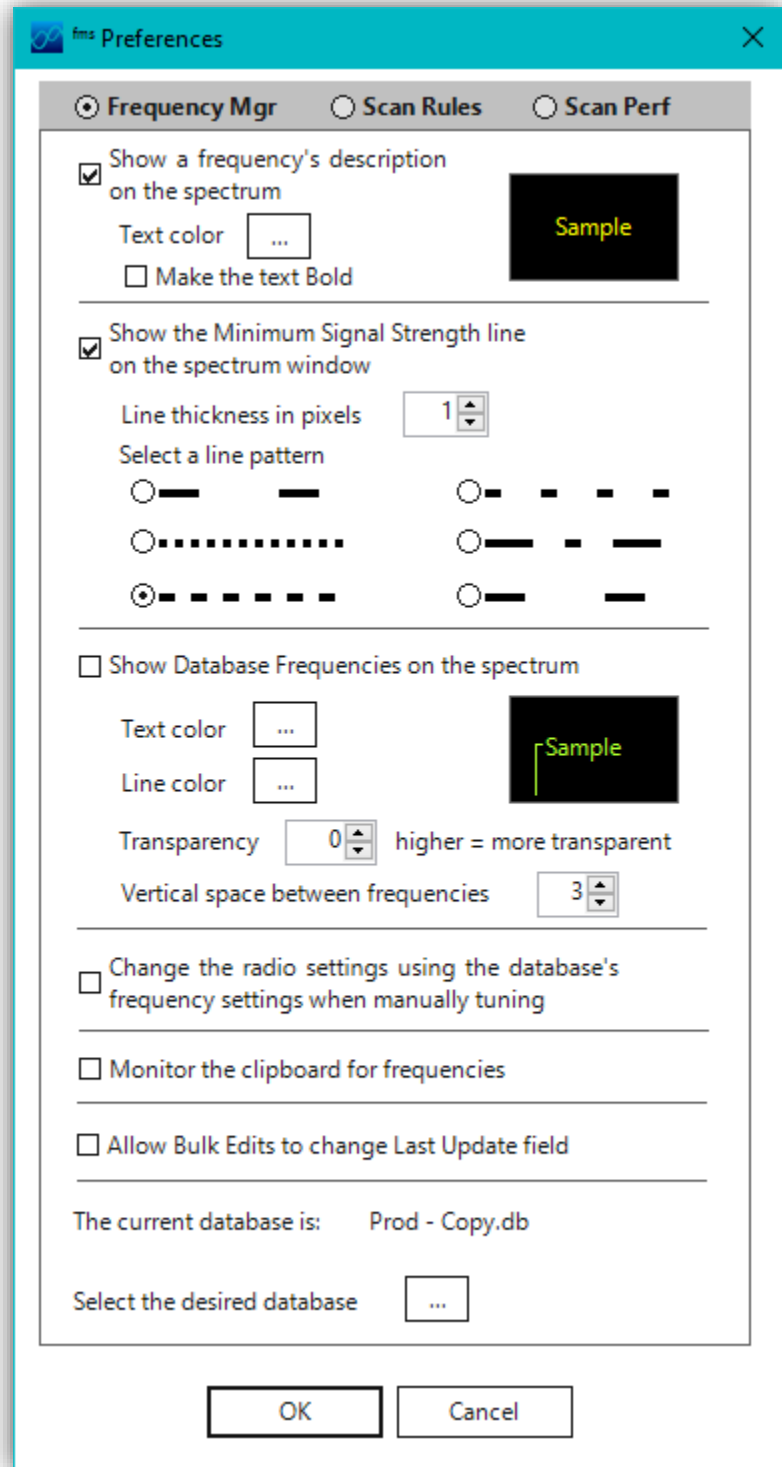 fms Preferences
Frequency Mgr Scan Rules Scan Perf
Show a frequency's description
on the spectrum
Sample
Text color ...
Make the text Bold
Show the Minimum Signal Strength line
on the spectrum window
Line thickness in pixels 1
Select a line pattern
Show Database Frequencies on the spectrum
Text color ...
Sample
Line color ...
Transparency 0 higher = more transparent
Vertical space between frequencies 3
Change the radio settings using the database's
frequency settings when manually tuning
Monitor the clipboard for frequencies
Allow Bulk Edits to change Last Update field
The current database is: Prod - Copy.db
Select the desired database ...
OK Cancel